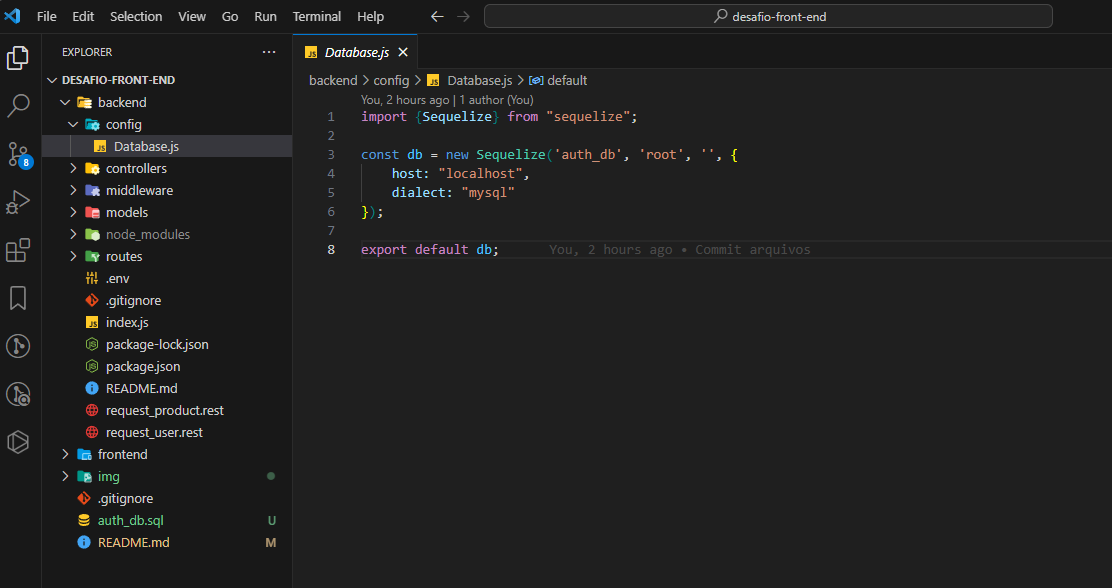 File Edit Selection View Go Run Terminal Help
desafio-front-end
EXPLORER
Database.js
DESAFIO-FRONT-END
backend
config
Database.js
controllers
middleware
models
node_modules
routes
.env
.gitignore
index.js
package-lock.json
package.json
README.md
request_product.rest
request_user.rest
frontend
img
.gitignore
auth_db.sql U
README.md M
8
backend > config > JS Database.js > default
You, 2 hours ago | 1 author (You)
1 import {Sequelize} from "sequelize";
2
3 const db = new Sequelize('auth_db', 'root', '', {
4     host: "localhost",
5     dialect: "mysql"
6 });
7
8 export default db; You, 2 hours ago • Commit arquivos